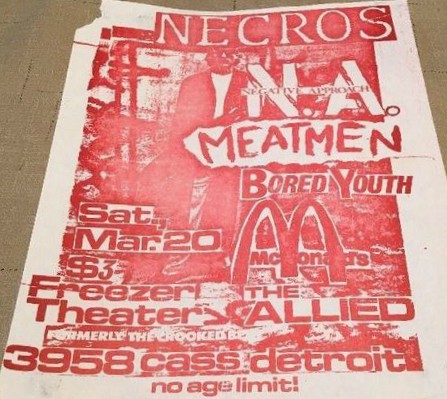 NECROS
N.A.
NEGATIVE APPROACH
MEATMEN
BORED YOUTH
Sat,
Mar 20
McDonald's
$3
Freezer THE
Theater ALLIED
FORMERLY THE CROOKED
3958 cass detroit
no age limit!